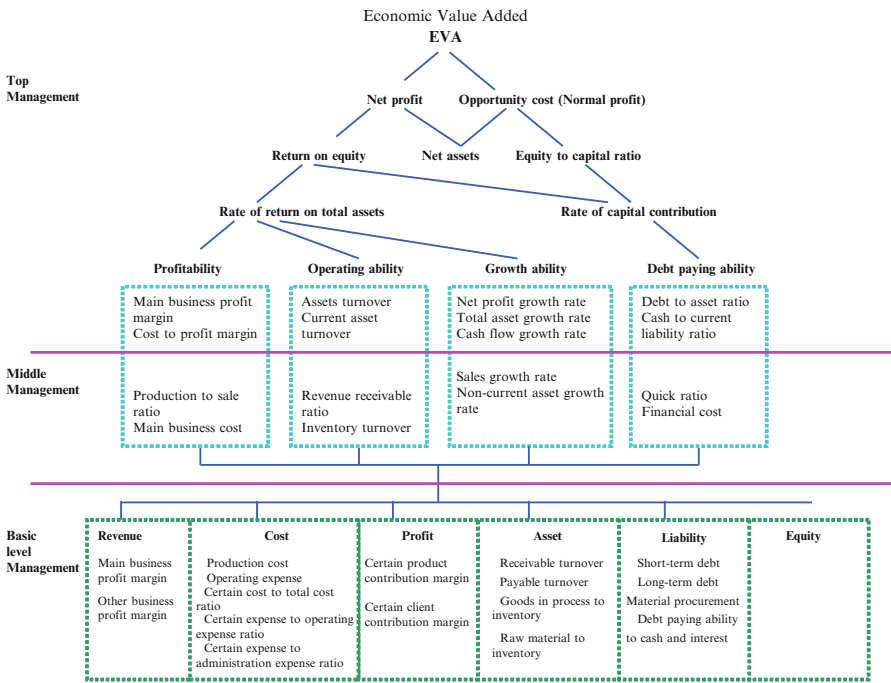 Economic Value Added
EVA
Top
Management
Net profit
Opportunity cost (Normal profit)
Return on equity
Net assets
Equity to capital ratio
Rate of return on total assets
Rate of capital contribution
Profitability
Operating ability
Growth ability
Debt paying ability
Main business profit
margin
Cost to profit margin
Assets turnover
Current asset
turnover
Net profit growth rate
Total asset growth rate
Cash flow growth rate
Debt to asset ratio
Cash to current
liability ratio
Middle
Management
Production to sale
ratio
Main business cost
Revenue receivable
ratio
Inventory turnover
Sales growth rate
Non-current asset growth
rate
Quick ratio
Financial cost
Basic
level
Management
Revenue
Main business
profit margin
Other business
profit margin
Cost
Production cost
Operating expense
Certain cost to total cost
ratio
Certain expense to operating
expense ratio
Certain expense to
administration expense ratio
Profit
Certain product
contribution margin
Certain client
contribution margin
Asset
Receivable turnover
Payable turnover
Goods in process to
inventory
Raw material to
inventory
Liability
Short-term debt
Long-term debt
Material procurement
Debt paying ability
to cash and interest
Equity